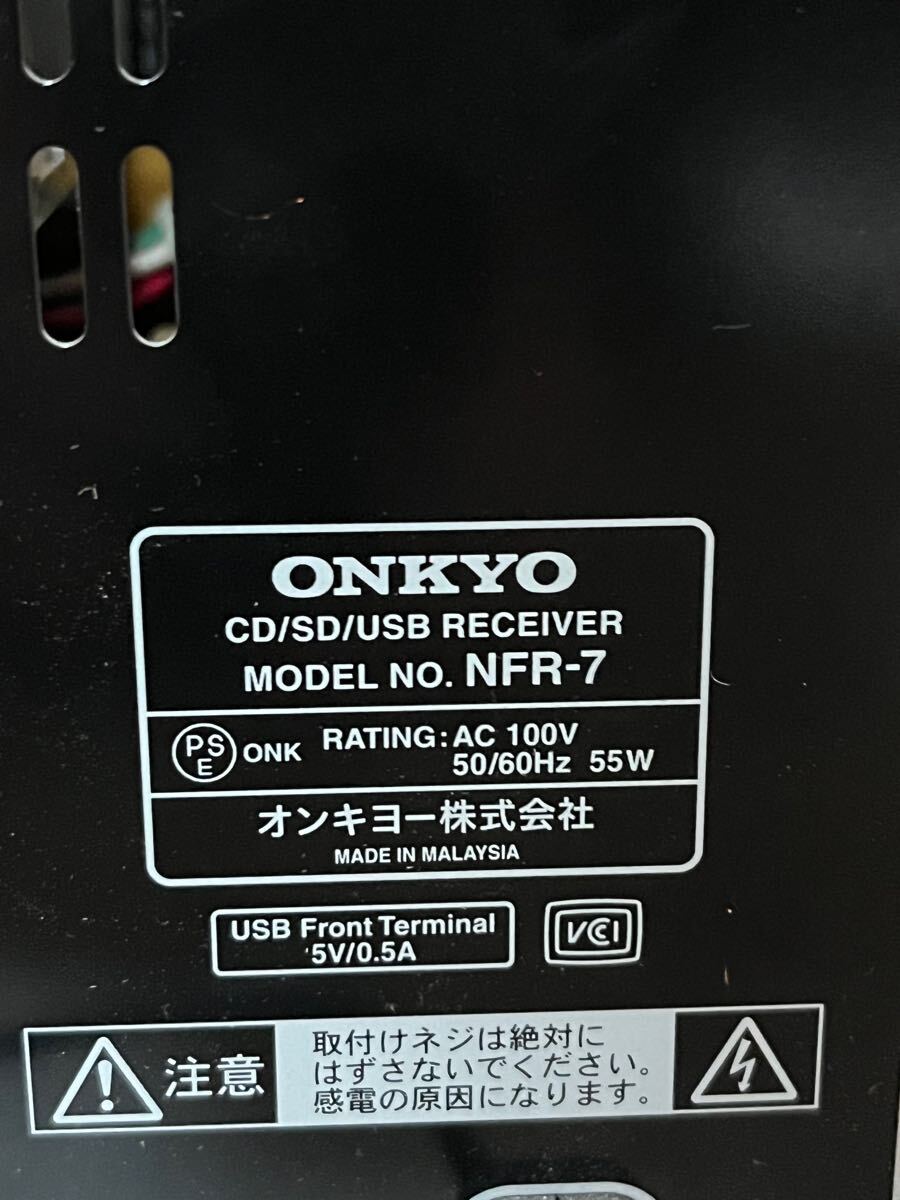 ONKYO
CD/SD/USB RECEIVER
MODEL NO. NFR-7
PS
E
ONK
RATING: AC 100V
50/60Hz 55W
オンキヨー株式会社
MADE IN MALAYSIA
USB Front Terminal
5V/0.5A
VCCI
注意
取付けネジは絶対に
はずさないでください。
感電の原因になります。